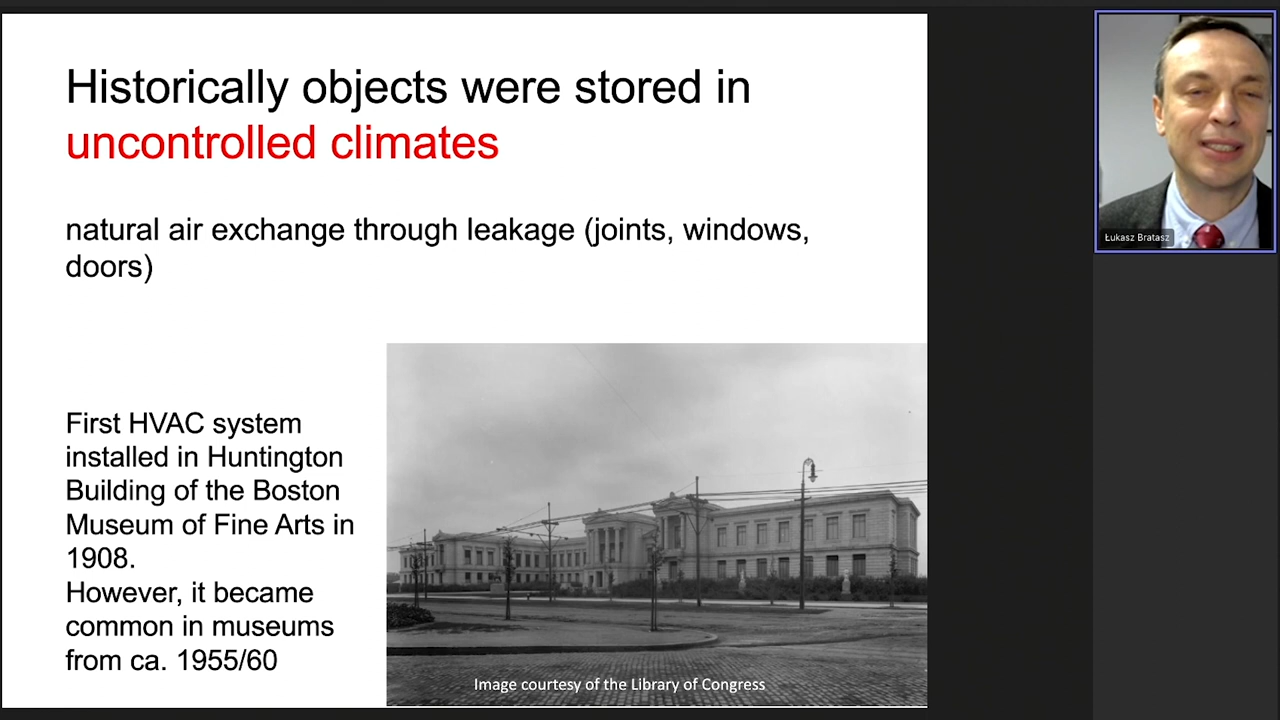 Historically objects were stored in
uncontrolled climates
natural air exchange through leakage (joints, windows,
doors)
First HVAC system
installed in Huntington
Building of the Boston
Museum of Fine Arts in
1908.
However, it became
common in museums
from ca. 1955/60
Image courtesy of the Library of Congress
Łukasz Bratasz